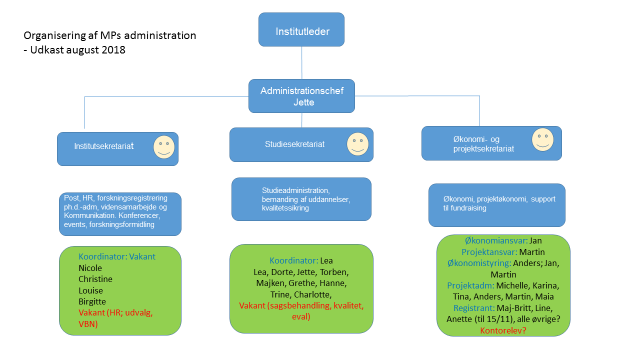 Organisering af MPs administration
- Udkast august 2018
Institutleder
Administrationschef
Jette
Institutsekretariat
Studiesekretariat
Økonomi- og
projektsekretariat
Post, HR, forskningsregistrering
ph.d.-adm, vidensamarbejde og
Kommunikation. Konferencer,
events, forskningsformidling
Studieadministration,
bemanding af uddannelser,
kvalitetssikring
Økonomi, projektøkonomi, support
til fundraising
Koordinator: Vakant
Nicole
Christine
Louise
Birgitte
Vakant (HR; udvalg,
VBN)
Koordinator: Lea
Lea, Dorte, Jette, Torben,
Majken, Grethe, Hanne,
Trine, Charlotte,
Vakant (sagsbehandling, kvalitet,
eval)
Økonomiansvar: Jan
Projektansvar: Martin
Økonomistyring: Anders; Jan,
Martin
Projektadm: Michelle, Karina,
Tina, Anders, Martin, Maia
Registrant: Maj-Britt, Line,
Anette (til 15/11), alle øvrige?
Kontorelev?